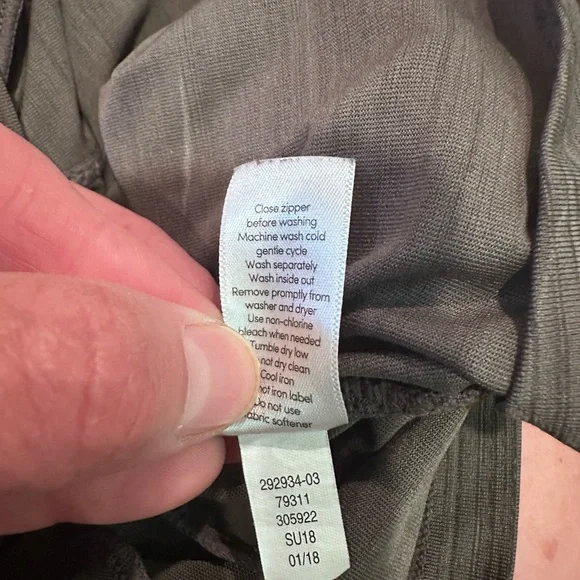 Close zipper
before washing
Machine wash cold
gentle cycle
Wash separately
Wash inside out
Remove promptly from
washer and dryer
Use non-chlorine
bleach when needed
Tumble dry low
not dry clean
Cool iron
not iron label
Do not use
fabric softener
292934-03
79311
305922
SU18
01/18